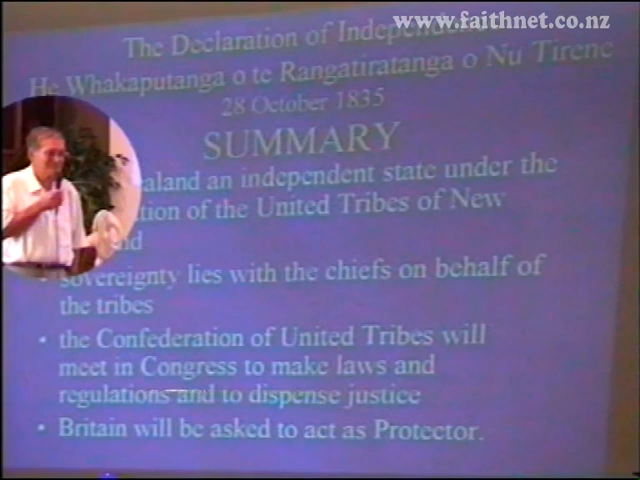 www.faithnet.co.nz
The Declaration of Independence
He Whakaputanga o te Rangatiratanga o Nu Tirene
28 October 1835
SUMMARY
aland an independent state under the
tion of the United Tribes of New
nd
• sovereignty lies with the chiefs on behalf of
the tribes
• the Confederation of United Tribes will
meet in Congress to make laws and
regulations and to dispense justice
• Britain will be asked to act as Protector.